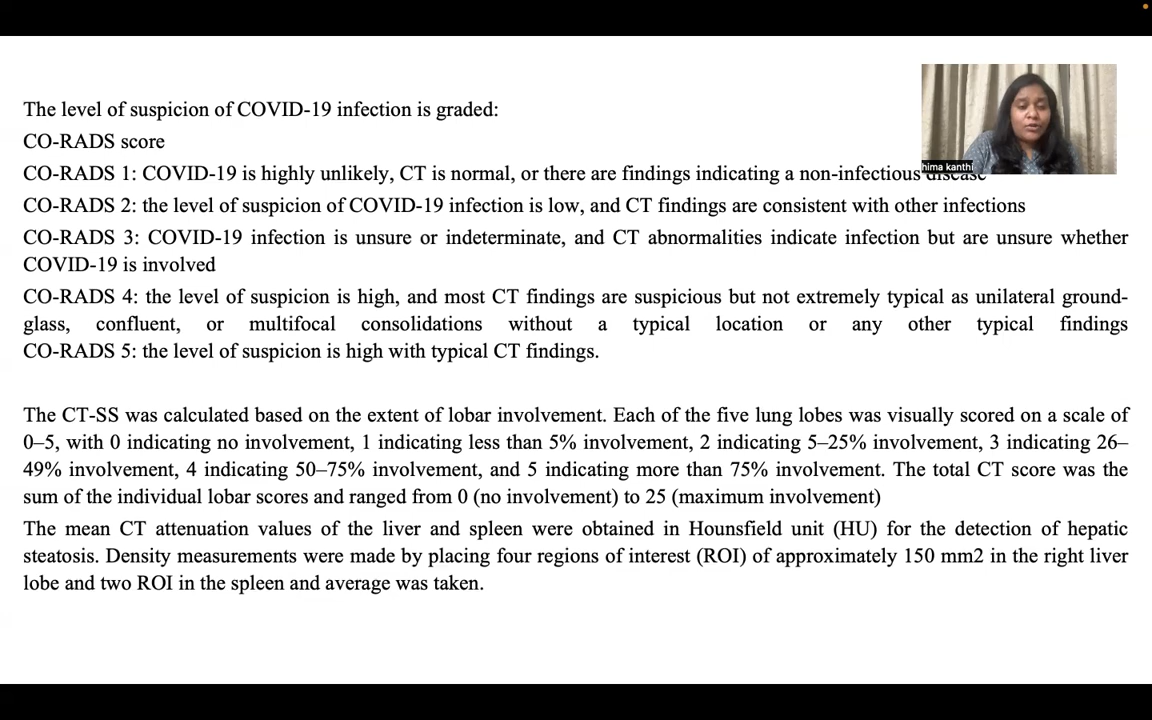 The level of suspicion of COVID-19 infection is graded:
CO-RADS score
CO-RADS 1: COVID-19 is highly unlikely, CT is normal, or there are findings indicating a non-infectious disease
hima kanthi
CO-RADS 2: the level of suspicion of COVID-19 infection is low, and CT findings are consistent with other infections
CO-RADS 3: COVID-19 infection is unsure or indeterminate, and CT abnormalities indicate infection but are unsure whether
COVID-19 is involved
CO-RADS 4: the level of suspicion is high, and most CT findings are suspicious but not extremely typical as unilateral ground-
glass, confluent, or multifocal consolidations without a typical location or any other typical findings
CO-RADS 5: the level of suspicion is high with typical CT findings.
The CT-SS was calculated based on the extent of lobar involvement. Each of the five lung lobes was visually scored on a scale of
0–5, with 0 indicating no involvement, 1 indicating less than 5% involvement, 2 indicating 5–25% involvement, 3 indicating 26–
49% involvement, 4 indicating 50–75% involvement, and 5 indicating more than 75% involvement. The total CT score was the
sum of the individual lobar scores and ranged from 0 (no involvement) to 25 (maximum involvement)
The mean CT attenuation values of the liver and spleen were obtained in Hounsfield unit (HU) for the detection of hepatic
steatosis. Density measurements were made by placing four regions of interest (ROI) of approximately 150 mm2 in the right liver
lobe and two ROI in the spleen and average was taken.